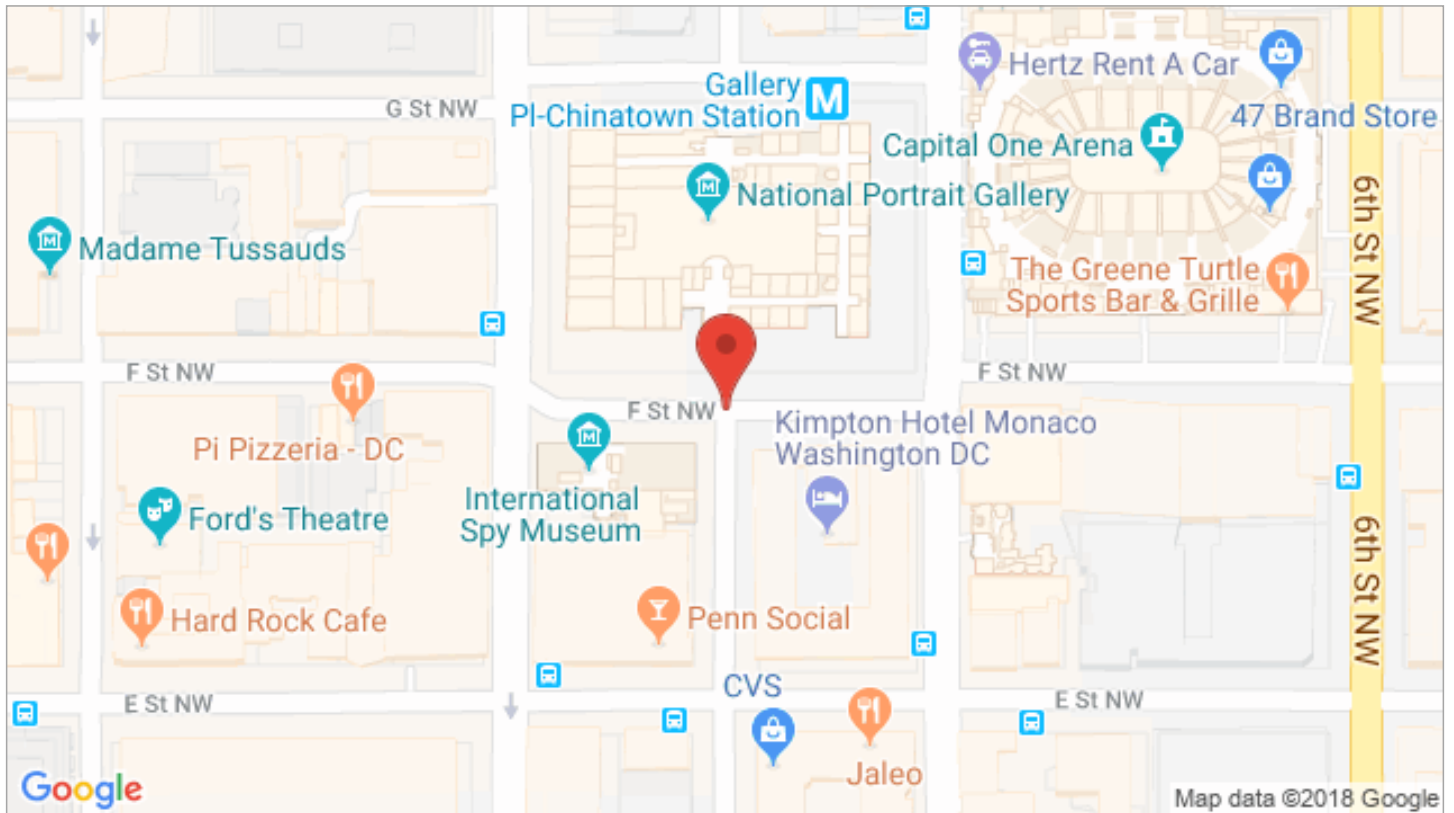 Hertz Rent A Car
Gallery
Pl-Chinatown Station
M
G St NW
47 Brand Store
Capital One Arena
National Portrait Gallery
6th St NW
Madame Tussauds
The Greene Turtle
Sports Bar & Grille
F St NW
F St NW
F St NW
Kimpton Hotel Monaco
Washington DC
Pi Pizzeria - DC
International
Spy Museum
Ford's Theatre
6th St NW
Hard Rock Cafe
Penn Social
CVS
E St NW
E St NW
Jaleo
Google
Map data ©2018 Google